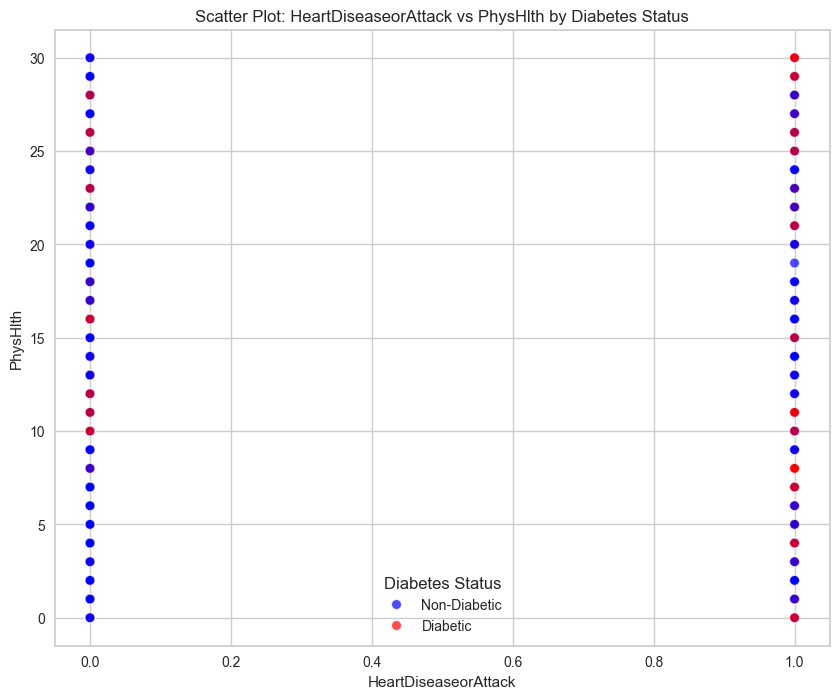 Scatter Plot: HeartDiseaseorAttack vs PhysHlth by Diabetes Status
30
25
20
15
10
5
0
PhysHlth
Diabetes Status
Non-Diabetic
Diabetic
0.0 0.2 0.4 0.6 0.8 1.0
HeartDiseaseorAttack